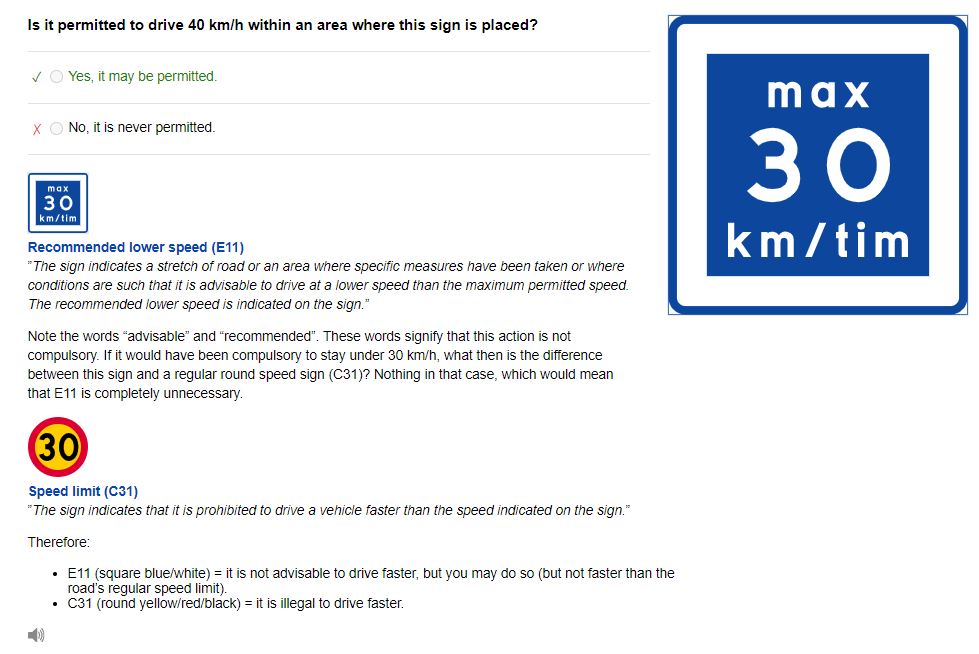 Is it permitted to drive 40 km/h within an area where this sign is placed?
✓ Yes, it may be permitted.
X No, it is never permitted.
max
30
km/tim
max
30
km/tim
Recommended lower speed (E11)
”The sign indicates a stretch of road or an area where specific measures have been taken or where
conditions are such that it is advisable to drive at a lower speed than the maximum permitted speed.
The recommended lower speed is indicated on the sign.”
Note the words “advisable” and “recommended”. These words signify that this action is not
compulsory. If it would have been compulsory to stay under 30 km/h, what then is the difference
between this sign and a regular round speed sign (C31)? Nothing in that case, which would mean
that E11 is completely unnecessary.
30
Speed limit (C31)
”The sign indicates that it is prohibited to drive a vehicle faster than the speed indicated on the sign.”
Therefore:
• E11 (square blue/white) = it is not advisable to drive faster, but you may do so (but not faster than the
road’s regular speed limit).
• C31 (round yellow/red/black) = it is illegal to drive faster.